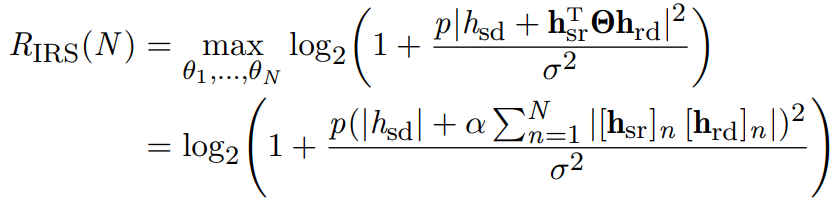 R_IRS(N) = max_{θ_1,...,θ_N} log_2(1 + p|h_sd + 𝐡_sr^T 𝚯 𝐡_rd|^2 / σ^2)
= log_2(1 + p(|h_sd| + α ∑_{n=1}^N |[𝐡_sr]_n [𝐡_rd]_n|)^2 / σ^2)